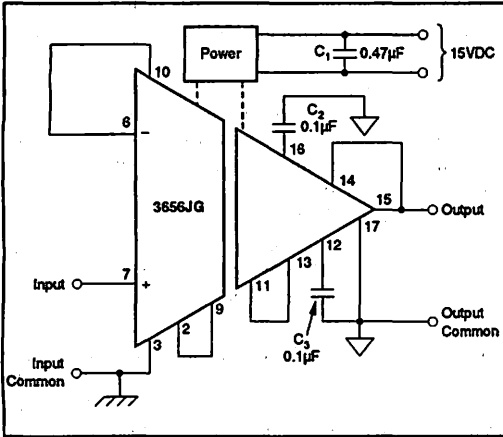 Power
C1 0.47µF
15VDC
10
C2
0.1µF
6
–
16
14
15
Output
3656JG
17
12
13
Input
7
+
11
9
2
3
C3
0.1µF
Output
Common
Input
Common